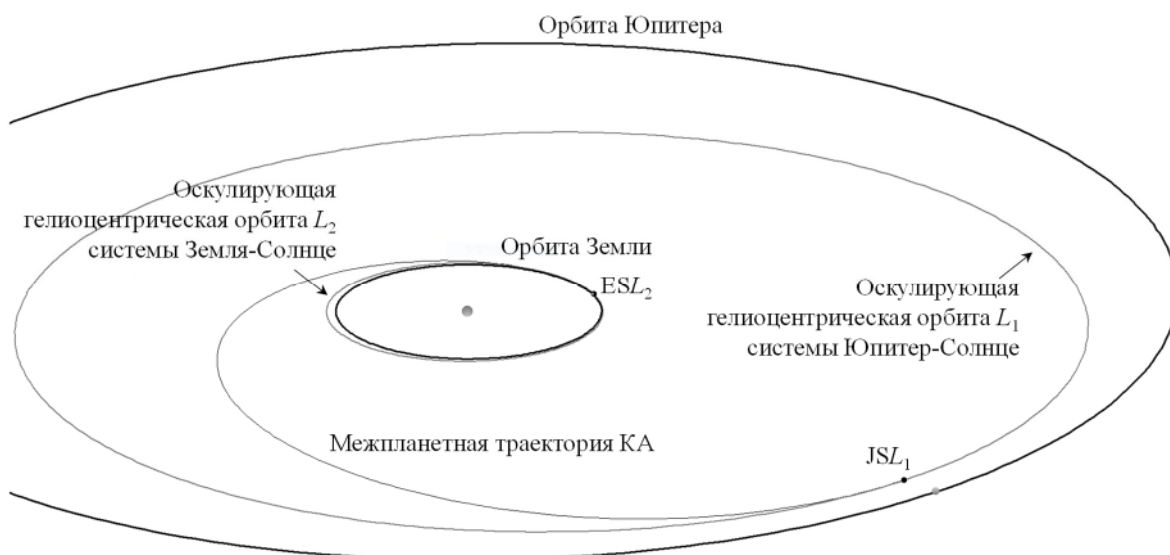 Орбита Юпитера
Оскулирующая
гелиоцентрическая орбита L2
системы Земля-Солнце
Орбита Земли
ESL2
Оскулирующая
гелиоцентрическая орбита L1
системы Юпитер-Солнце
Межпланетная траектория КА
JSL1